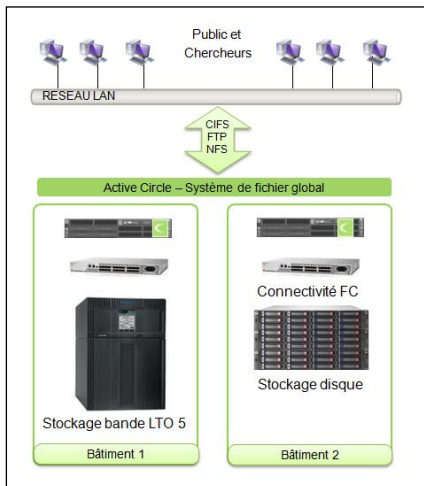 Public et
Chercheurs
RESEAU LAN
CIFS
FTP
NFS
Active Circle – Système de fichier global
Connectivité FC
Stockage disque
Stockage bande LTO 5
Bâtiment 1
Bâtiment 2